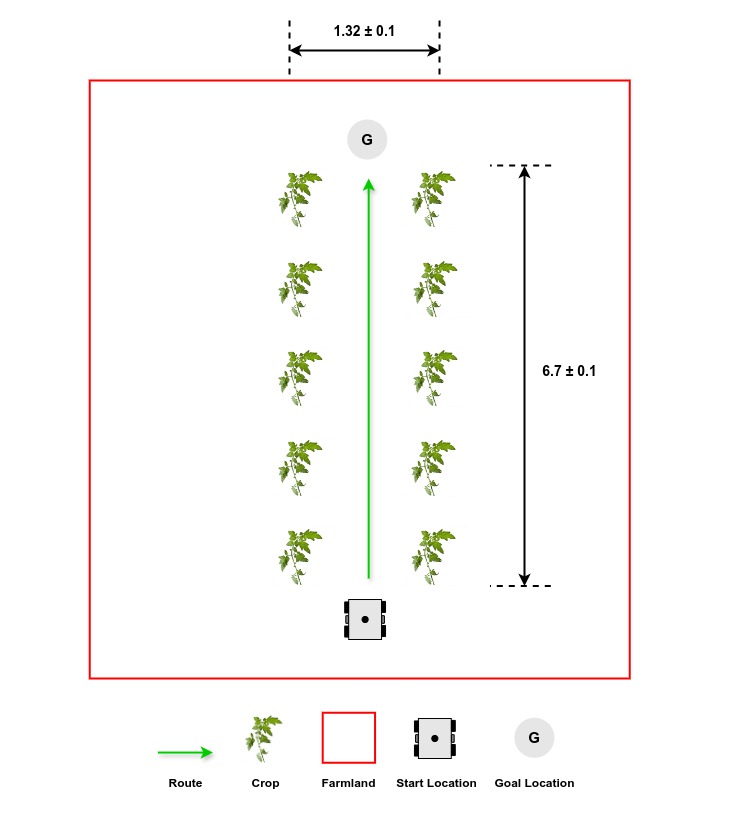 1.32 ± 0.1
G
6.7 ± 0.1
G
Route
Crop
Farmland
Start Location
Goal Location